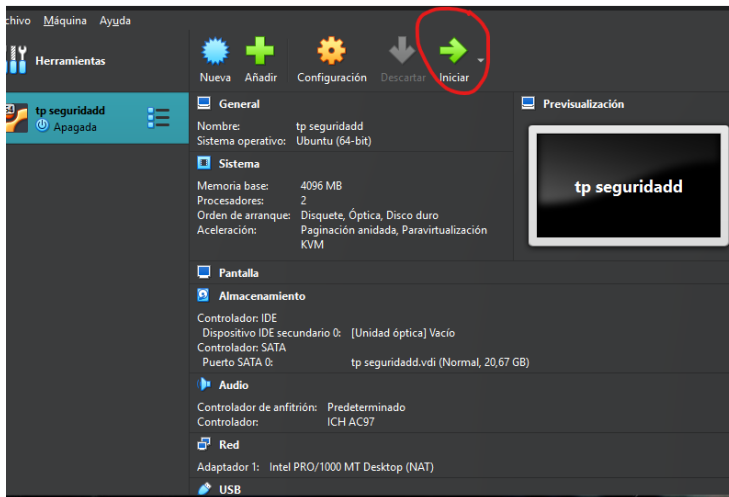 chivo Máquina Ayuda
Herramientas
Nueva Añadir Configuración Descartar Iniciar
64
tp seguridadd
Apagada
General
Nombre: tp seguridadd
Sistema operativo: Ubuntu (64-bit)
Sistema
Memoria base: 4096 MB
Procesadores: 2
Orden de arranque: Disquete, Óptica, Disco duro
Aceleración: Paginación anidada, Paravirtualización
KVM
Previsualización
tp seguridadd
Pantalla
Almacenamiento
Controlador: IDE
Dispositivo IDE secundario 0: [Unidad óptica] Vacío
Controlador: SATA
Puerto SATA 0: tp seguridadd.vdi (Normal, 20,67 GB)
Audio
Controlador de anfitrión: Predeterminado
Controlador: ICH AC97
Red
Adaptador 1: Intel PRO/1000 MT Desktop (NAT)
USB